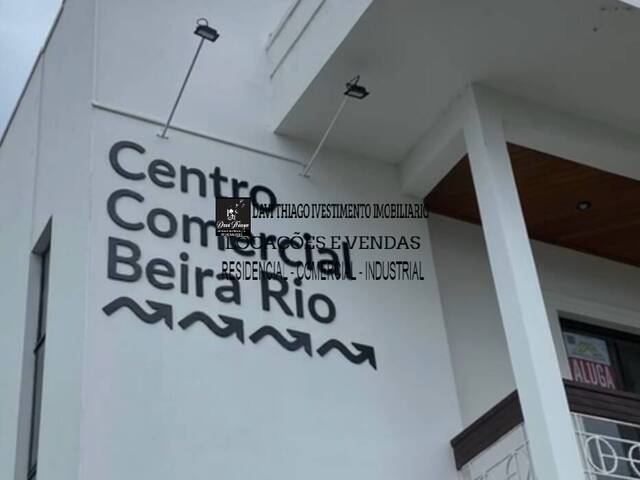 Centro
Comercial
Beira Rio
DAVI THIAGO IVESTIMENTO IMOBILIARIO
LOCAÇÕES E VENDAS
RESIDENCIAL - COMERCIAL - INDUSTRIAL
ALUGA